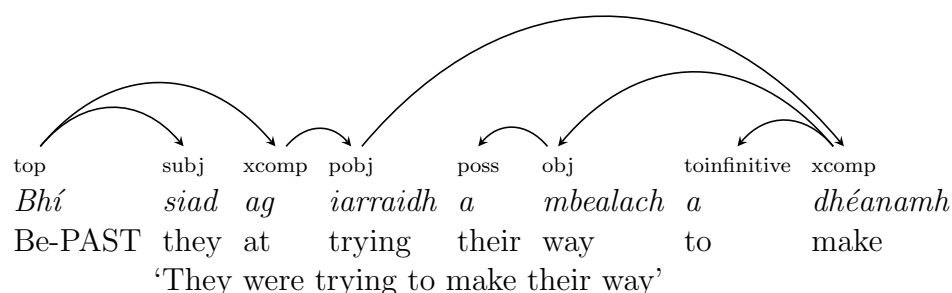 top subj xcomp pobj poss obj toinfinitive xcomp
Bhí siad ag iarraidh a mbealach a dhéanamh
Be-PAST they at trying their way to make
‘They were trying to make their way’